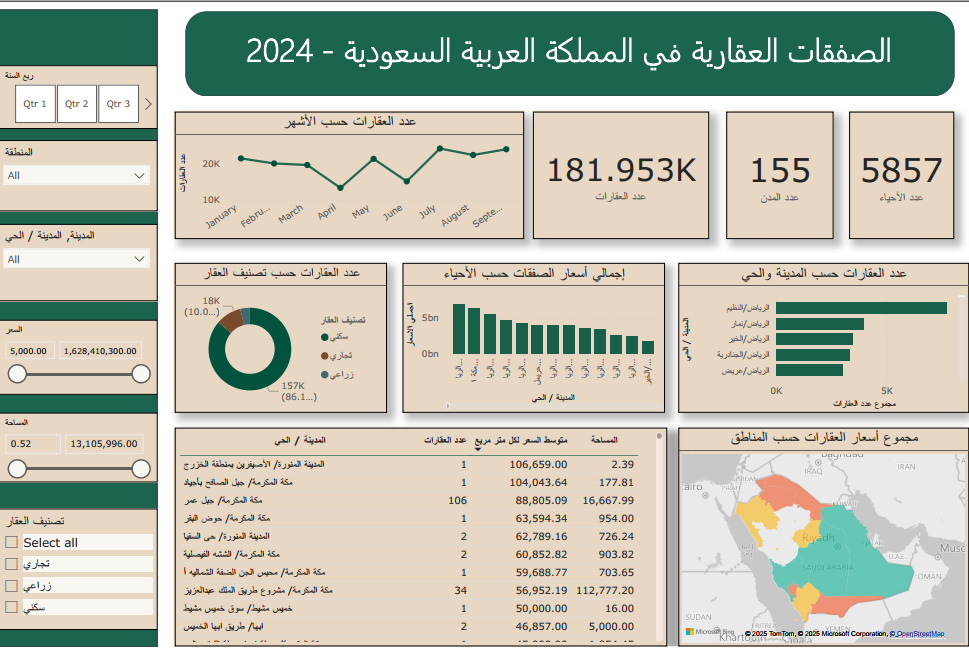 الصفقات العقارية في المملكة العربية السعودية - 2024
ربع السنة
Qtr 1
Qtr 2
Qtr 3
المنطقة
All
المدينة, المدينة / الحي
All
السعر
5,000.00
1,628,410,300.00
المساحة
0.52
13,105,996.00
تصنيف العقار
Select all
تجاري
زراعي
سكني
عدد العقارات حسب الأشهر
عدد العقارات
20K
10K
January
Febru...
March
April
May
June
July
August
Septe...
181.953K
عدد العقارات
155
عدد المدن
5857
عدد الأحياء
عدد العقارات حسب تصنيف العقار
18K
(10.0...)
157K
(86.1...)
تصنيف العقار
سكني
تجاري
زراعي
إجمالي أسعار الصفقات حسب الأحياء
اجمالي الاسعار
5bn
0bn
المدينة / الحي
عدد العقارات حسب المدينة والحي
المدينة / الحي
الرياض/النظيم
الرياض/نمار
الرياض/الخير
الرياض/الجنادرية
الرياض/عريض
0K
5K
مجموع عدد العقارات
المدينة / الحي عدد العقارات متوسط السعر لكل متر مربع المساحة
المدينة المنورة/ الأصيفرين بمنطقة الخزرج 1 106,659.00 2.39
مكة المكرمة/ جبل الصافح بأجياد 1 104,043.64 177.81
مكة المكرمة/ جبل عمر 106 88,805.09 16,667.99
مكة المكرمة/ حوض البقر 1 63,594.34 954.00
المدينة المنورة/ حى السقيا 2 62,789.16 726.24
مكة المكرمة/ الششه الفيصلية 2 60,852.82 903.82
مكة المكرمة/ محبس الجن الضفة الشماليه أ 1 59,688.77 703.65
مكة المكرمة/ مشروع طريق الملك عبدالعزيز 34 56,952.19 112,777.20
خميس مشيط/ سوق خميس مشيط 1 50,000.00 16.00
ابها/ طريق ابها الخميس 2 46,857.00 5,000.00
مجموع أسعار العقارات حسب المناطق
Baghdad
IRAQ
IRAN
Riyadh
SAUDI ARABIA
U.A.E.
OMAN
SUDAN
ERITREA
YEMEN
Khartoum
Sanaa
Microsoft Bing
© 2025 TomTom, © 2025 Microsoft Corporation, © OpenStreetMap